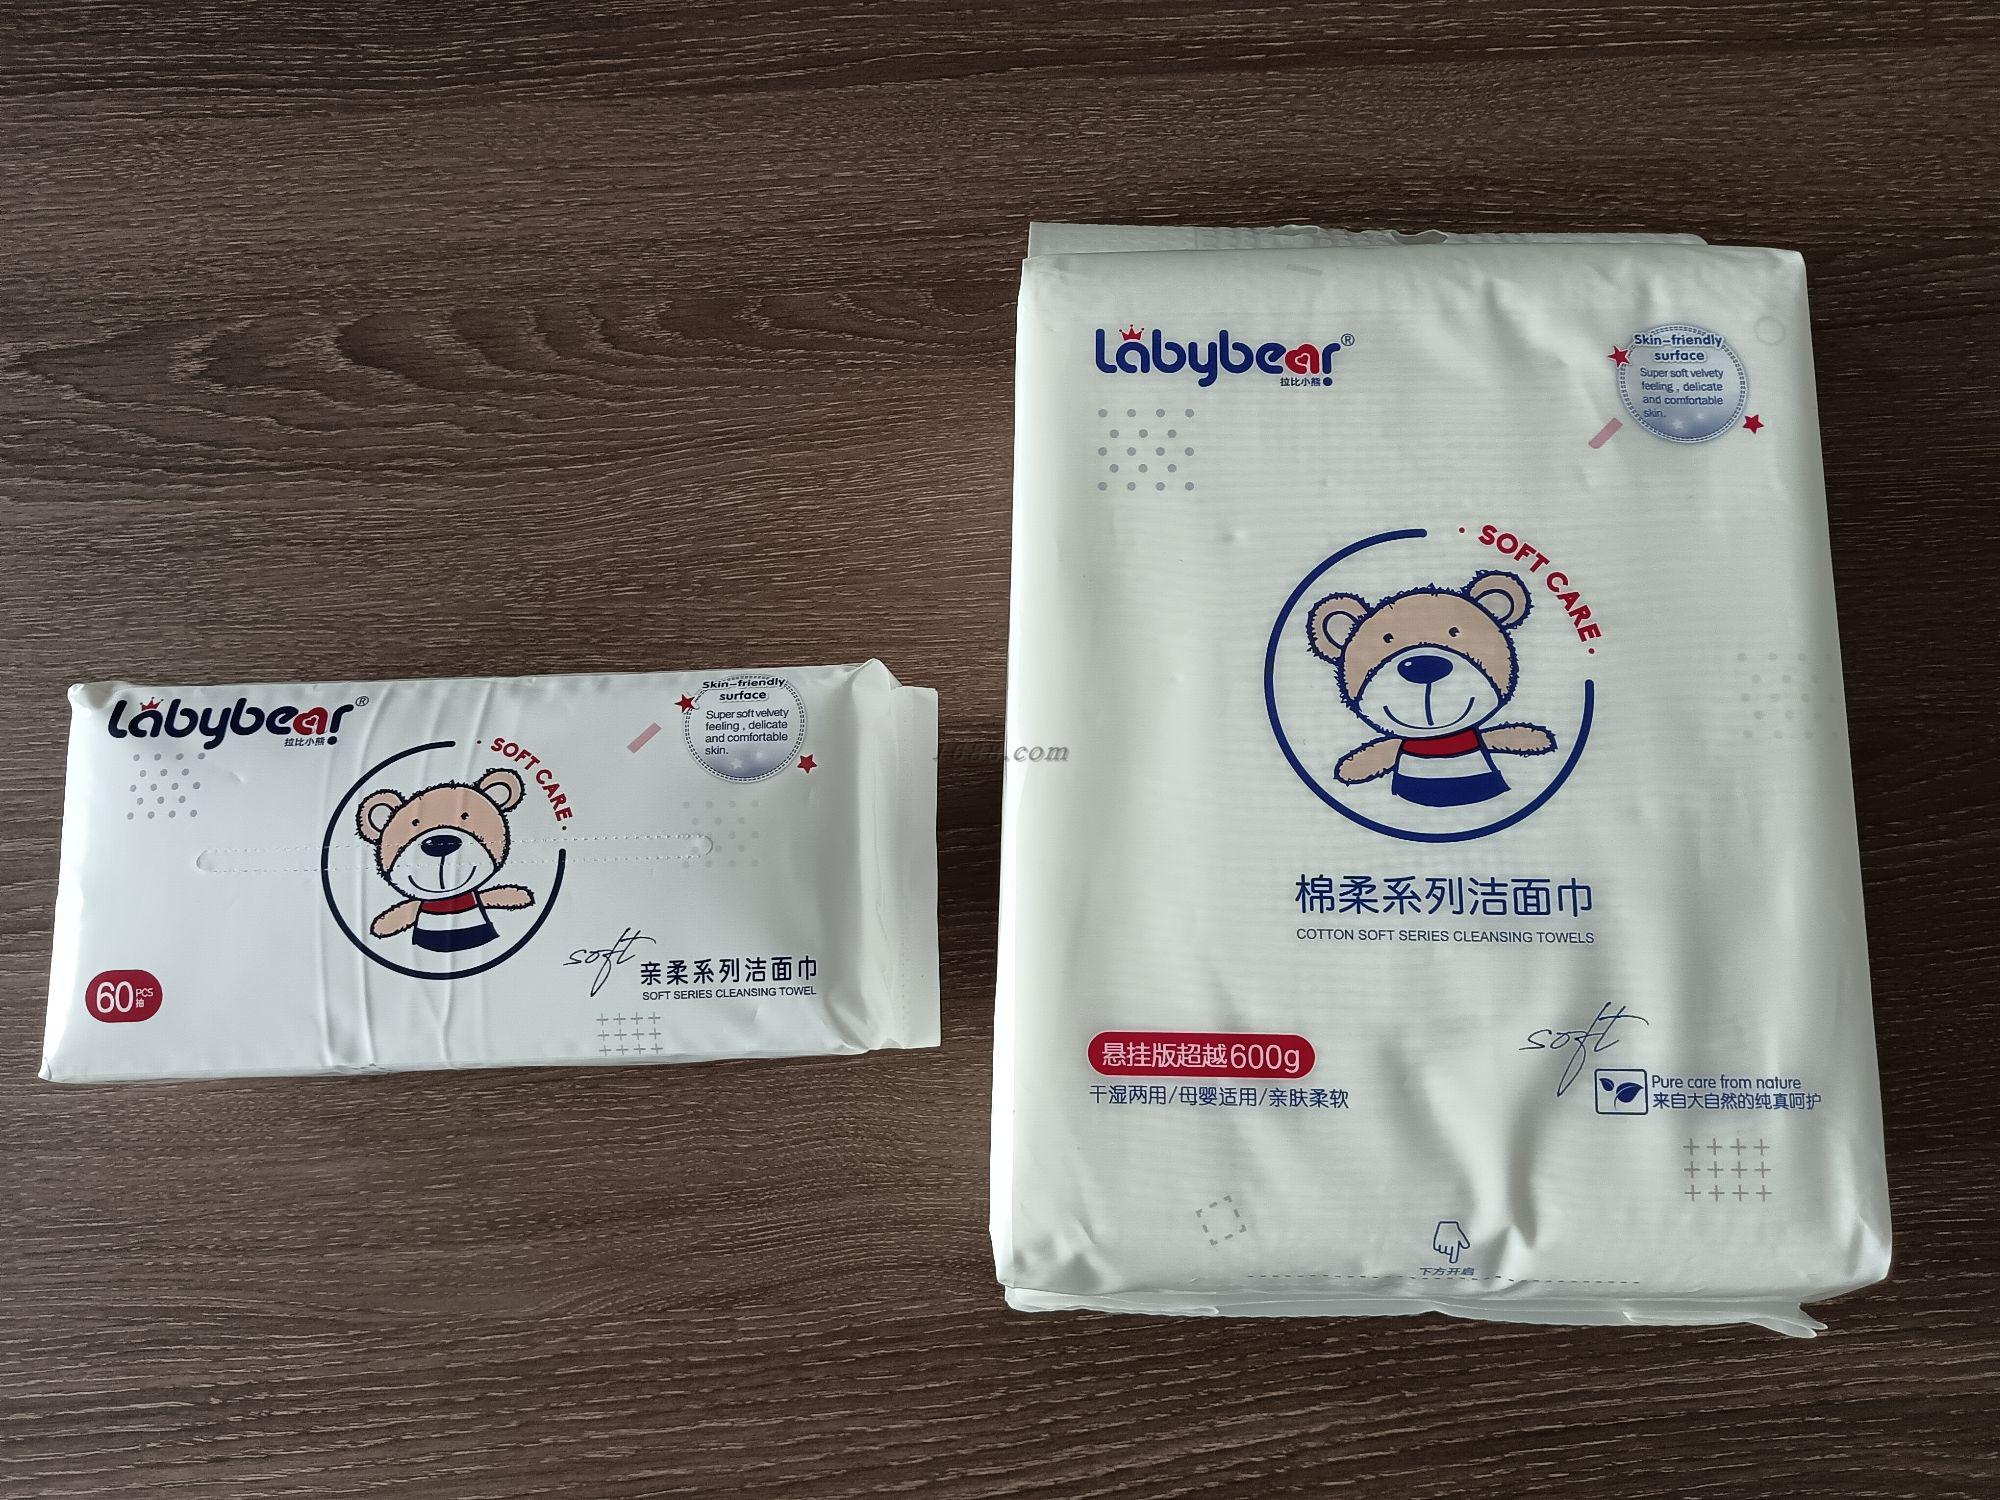 Labybear®
拉比小熊
Skin-friendly
surface
Super soft velvety
feeling , delicate
and comfortable
skin.
· SOFT CARE ·
60 PCS
抽
soft
亲柔系列洁面巾
SOFT SERIES CLEANSING TOWEL
Labybear®
拉比小熊
Skin-friendly
surface
Super soft velvety
feeling , delicate
and comfortable
skin.
· SOFT CARE ·
棉柔系列洁面巾
COTTON SOFT SERIES CLEANSING TOWELS
悬挂版超越600g
干湿两用/母婴适用/亲肤柔软
soft
Pure care from nature
来自大自然的纯真呵护
下方开启
1688.com